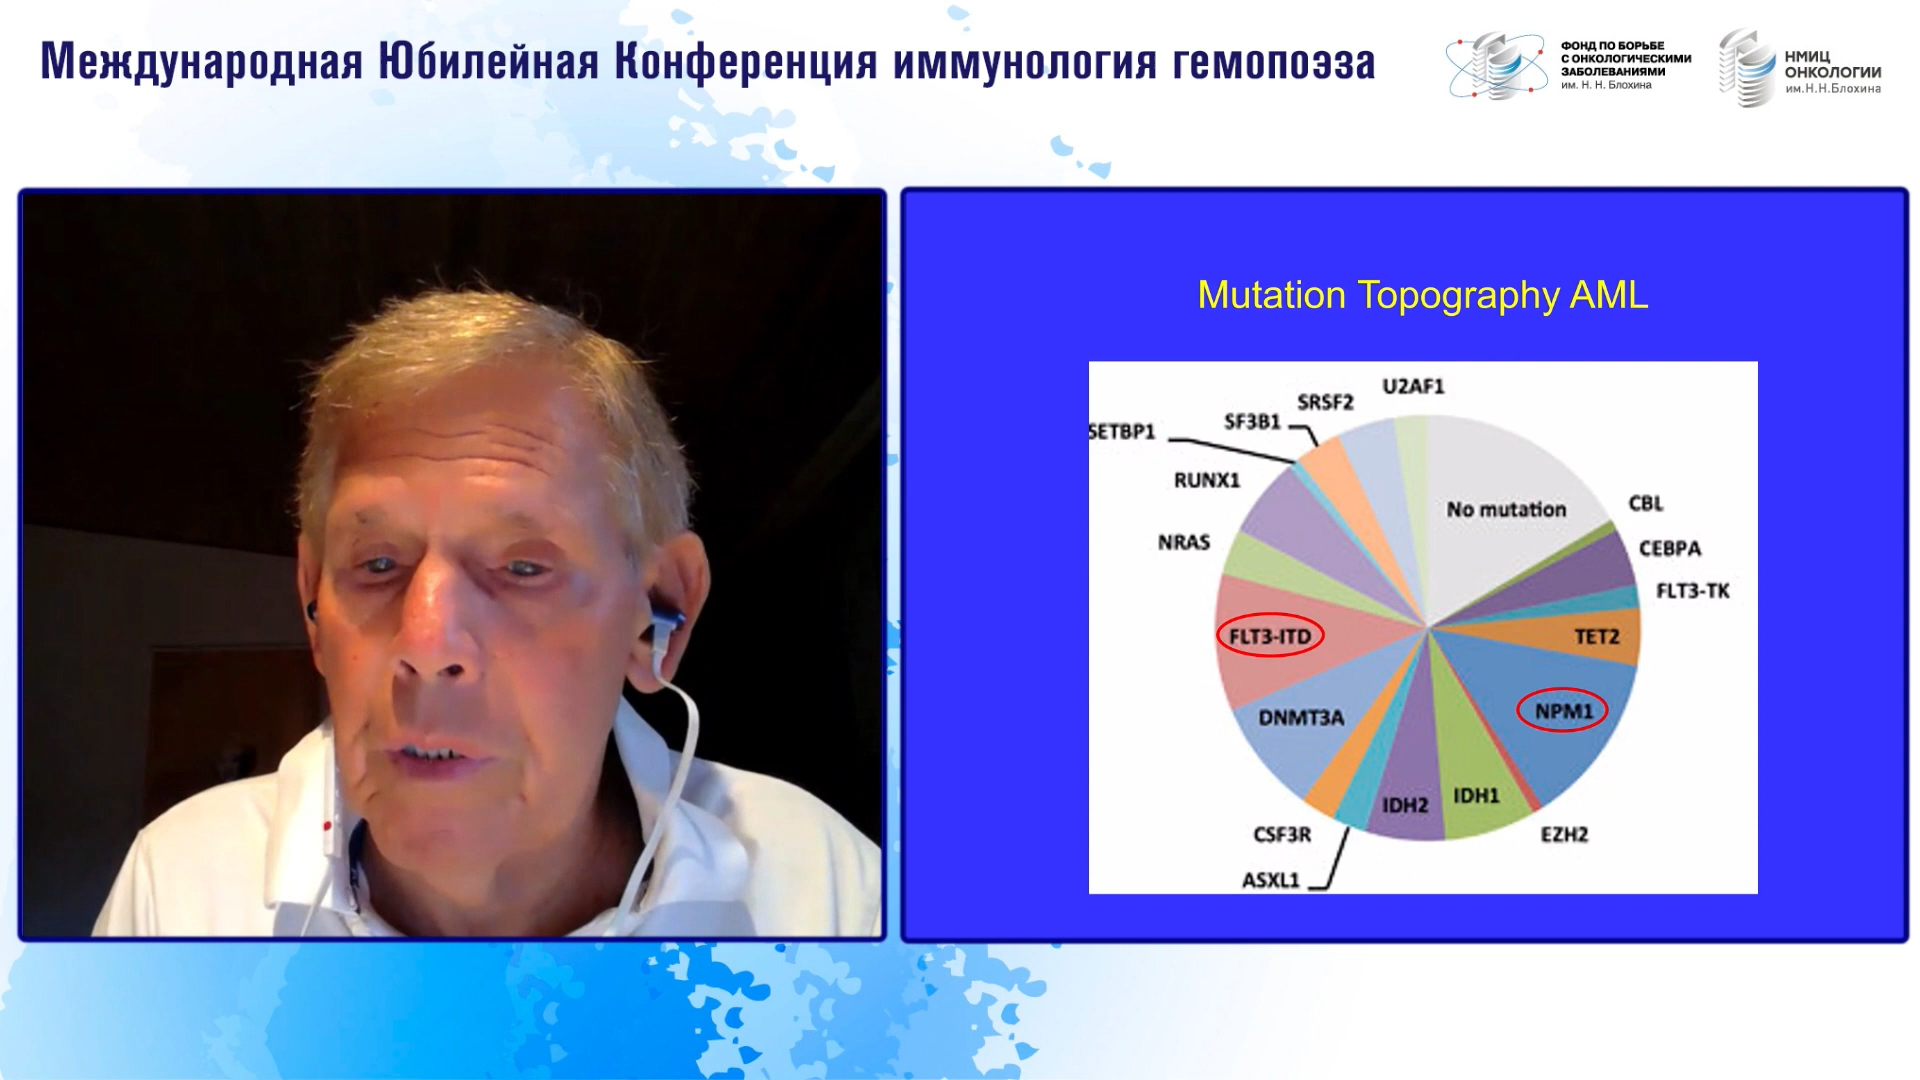 Международная Юбилейная Конференция иммунология гемопоэза
ФОНД ПО БОРЬБЕ
С ОНКОЛОГИЧЕСКИМИ
ЗАБОЛЕВАНИЯМИ
им. Н. Н. Блохина
НМИЦ
ОНКОЛОГИИ
им.Н.Н.Блохина
Mutation Topography AML
U2AF1
SRSF2
SF3B1
SETBP1
RUNX1
NRAS
FLT3-ITD
DNMT3A
CSF3R
ASXL1
IDH2
IDH1
EZH2
NPM1
TET2
FLT3-TK
CEBPA
CBL
No mutation